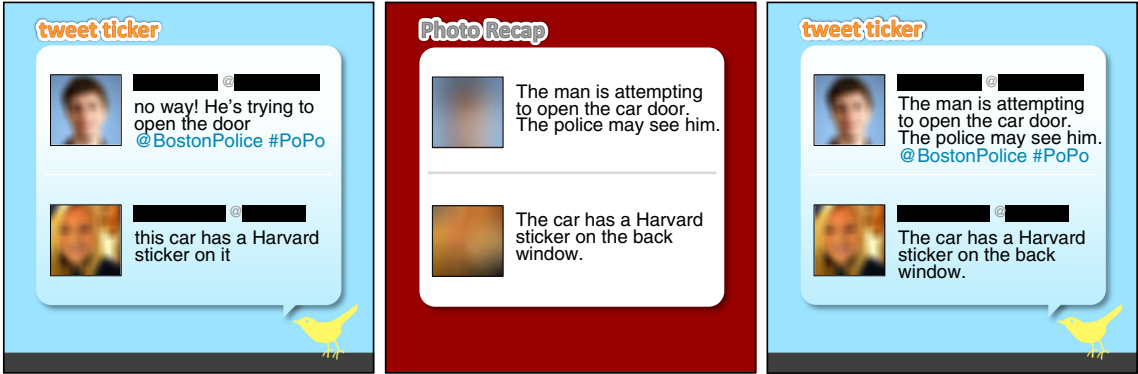 tweet ticker
@
no way! He's trying to
open the door
@BostonPolice #PoPo
@
this car has a Harvard
sticker on it
Photo Recap
The man is attempting
to open the car door.
The police may see him.
The car has a Harvard
sticker on the back
window.
tweet ticker
@
The man is attempting
to open the car door.
The police may see him.
@BostonPolice #PoPo
@
The car has a Harvard
sticker on the back
window.